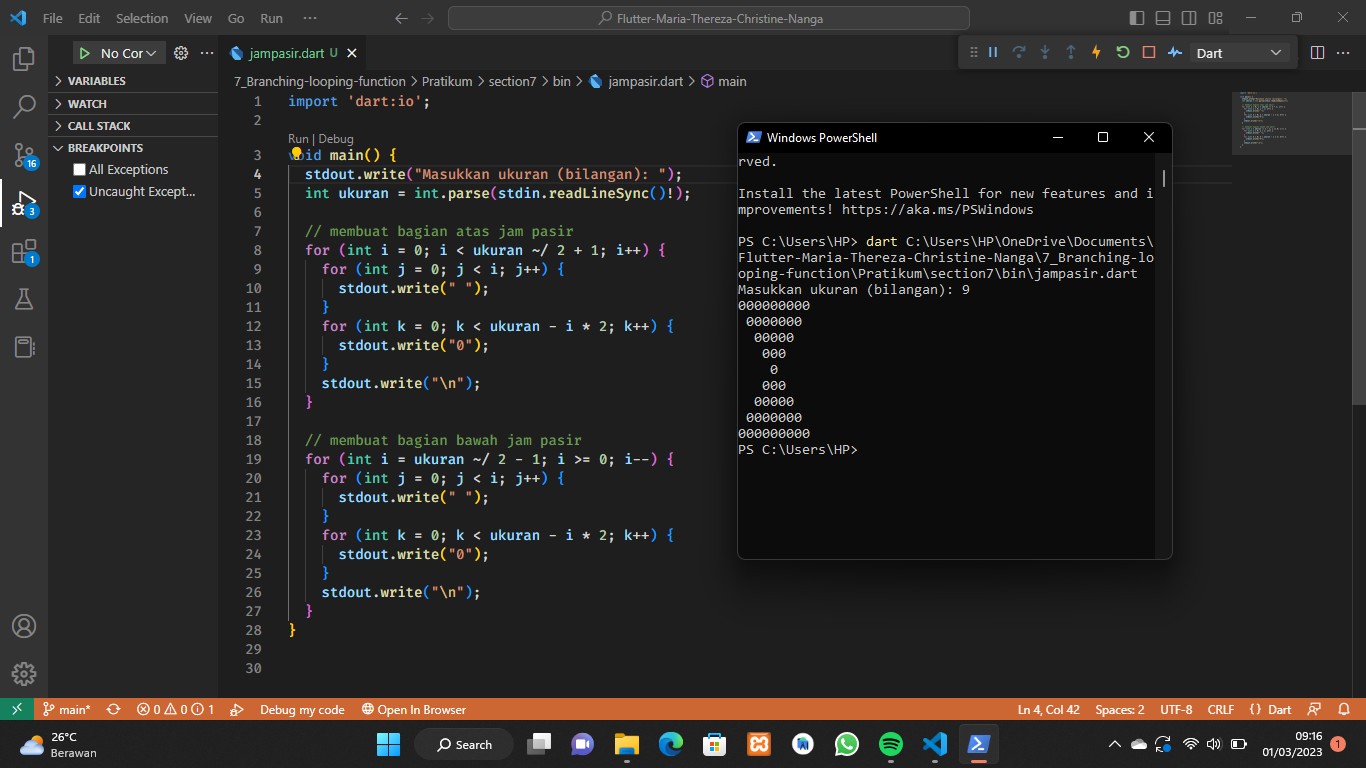 File Edit Selection View Go Run ··· Flutter-Maria-Thereza-Christine-Nanga
No Cor
jampasir.dart U
Dart
VARIABLES
WATCH
CALL STACK
BREAKPOINTS
All Exceptions
Uncaught Except...
16
3
1
7_Branching-looping-function > Pratikum > section7 > bin > jampasir.dart > main
1 import 'dart:io';
2
Run | Debug
3 void main() {
4 stdout.write("Masukkan ukuran (bilangan): ");
5 int ukuran = int.parse(stdin.readLineSync()!);
6
7 // membuat bagian atas jam pasir
8 for (int i = 0; i < ukuran ~/ 2 + 1; i++) {
9 for (int j = 0; j < i; j++) {
10 stdout.write(" ");
11 }
12 for (int k = 0; k < ukuran - i * 2; k++) {
13 stdout.write("0");
14 }
15 stdout.write("\n");
16 }
17
18 // membuat bagian bawah jam pasir
19 for (int i = ukuran ~/ 2 - 1; i >= 0; i--) {
20 for (int j = 0; j < i; j++) {
21 stdout.write(" ");
22 }
23 for (int k = 0; k < ukuran - i * 2; k++) {
24 stdout.write("0");
25 }
26 stdout.write("\n");
27 }
28 }
29
30
Windows PowerShell
rved.
Install the latest PowerShell for new features and i
mprovements! https://aka.ms/PSWindows
PS C:\Users\HP> dart C:\Users\HP\OneDrive\Documents\
Flutter-Maria-Thereza-Christine-Nanga\7_Branching-lo
oping-function\Pratikum\section7\bin\jampasir.dart
Masukkan ukuran (bilangan): 9
000000000
0000000
00000
000
0
000
00000
0000000
000000000
PS C:\Users\HP>
main* 0 0 1 Debug my code Open In Browser Ln 4, Col 42 Spaces: 2 UTF-8 CRLF {} Dart
26°C
Berawan
Search
09:16
01/03/2023
1